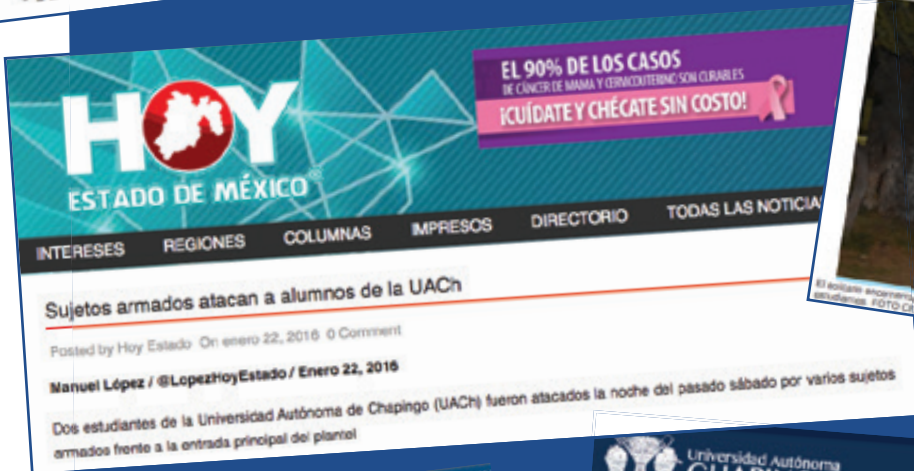 EL 90% DE LOS CASOS
DE CÁNCER DE MAMA Y CERVICOUTERINO SON CURABLES
¡CUÍDATE Y CHÉCATE SIN COSTO!
HOY
ESTADO DE MÉXICO
INTERESES REGIONES COLUMNAS IMPRESOS DIRECTORIO TODAS LAS NOTICIA
Sujetos armados atacan a alumnos de la UACh
Posted by Hoy Estado On enero 22, 2016 0 Comment
Manuel López / @LopezHoyEstado / Enero 22, 2016
Dos estudiantes de la Universidad Autónoma de Chapingo (UACh) fueron atacados la noche del pasado sábado por varios sujetos
armados frente a la entrada principal del plantel
El
estudiantes. FOTO
Universidad Autónoma